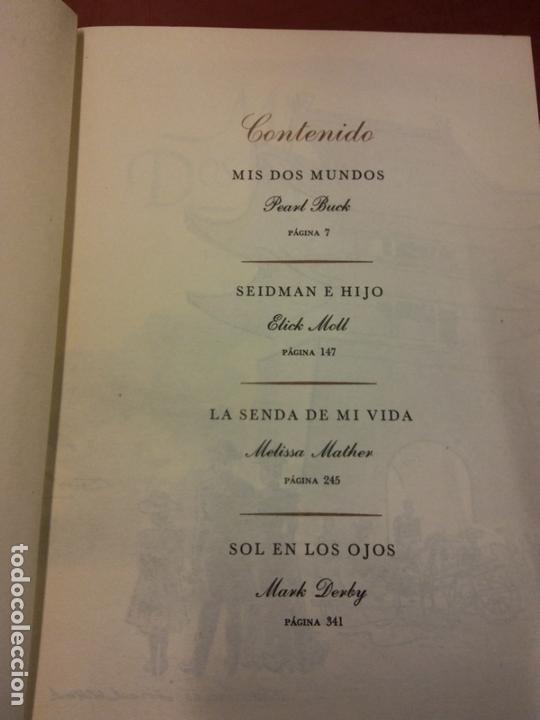 Contenido
MIS DOS MUNDOS
Pearl Buck
PÁGINA 7
SEIDMAN E HIJO
Elick Moll
PÁGINA 147
LA SENDA DE MI VIDA
Melissa Mather
PÁGINA 245
SOL EN LOS OJOS
Mark Derby
PÁGINA 341
todocoleccion.net